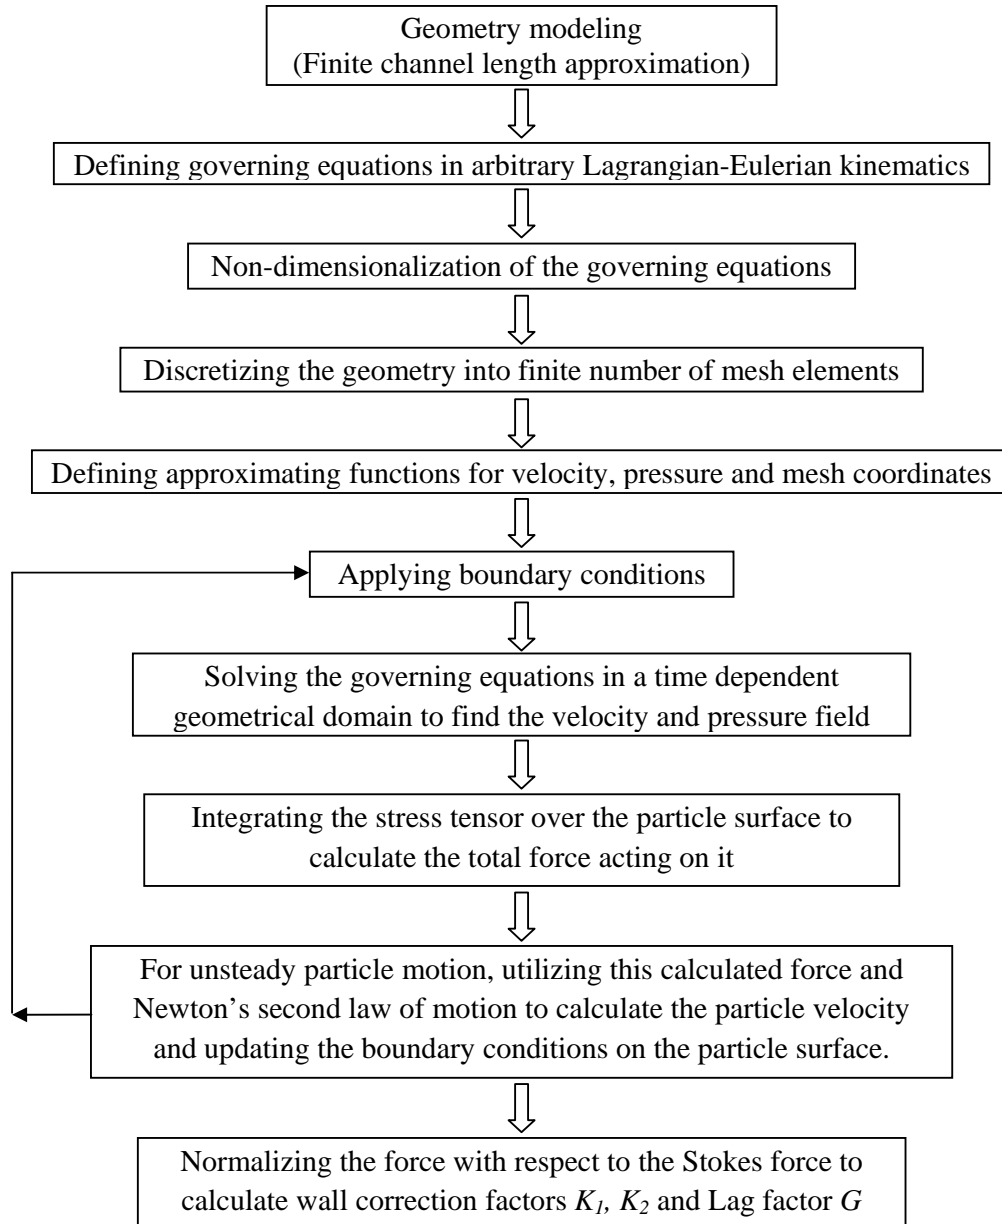 Geometry modeling
(Finite channel length approximation)
Defining governing equations in arbitrary Lagrangian-Eulerian kinematics
Non-dimensionalization of the governing equations
Discretizing the geometry into finite number of mesh elements
Defining approximating functions for velocity, pressure and mesh coordinates
Applying boundary conditions
Solving the governing equations in a time dependent
geometrical domain to find the velocity and pressure field
Integrating the stress tensor over the particle surface to
calculate the total force acting on it
For unsteady particle motion, utilizing this calculated force and
Newton’s second law of motion to calculate the particle velocity
and updating the boundary conditions on the particle surface.
Normalizing the force with respect to the Stokes force to
calculate wall correction factors K1, K2 and Lag factor G